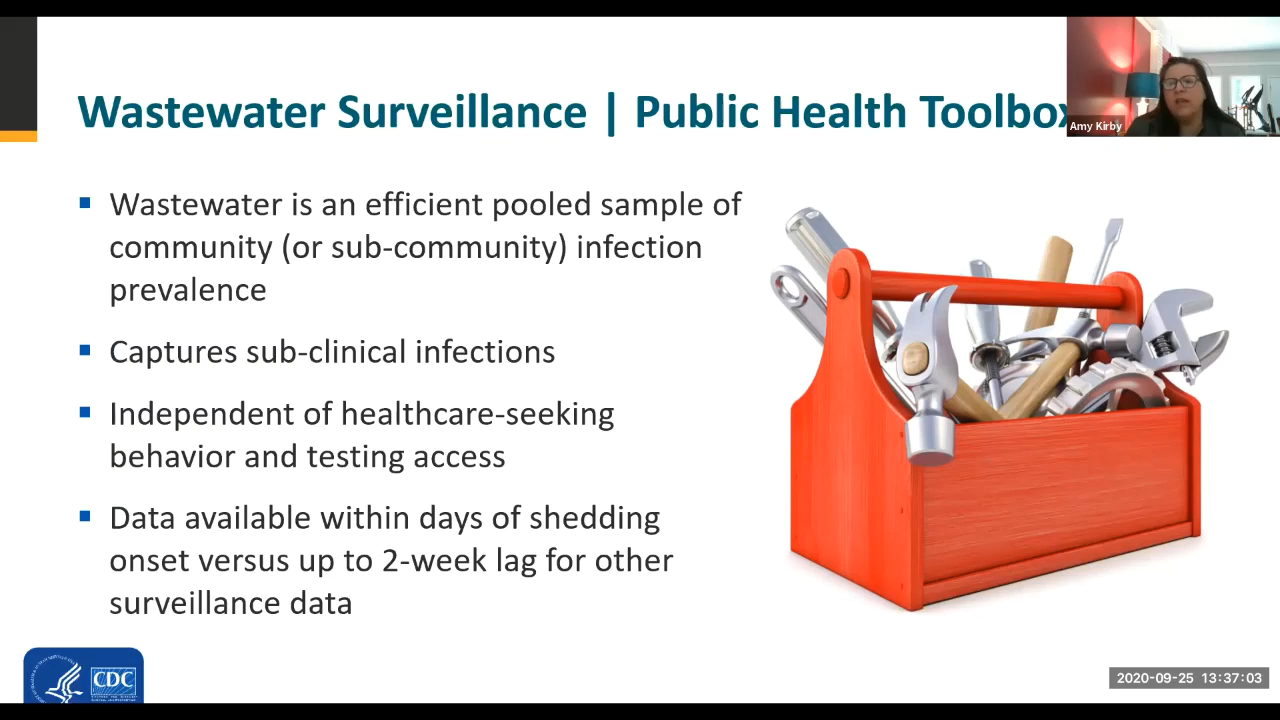 Wastewater Surveillance | Public Health Toolbox
Amy Kirby
Wastewater is an efficient pooled sample of
community (or sub-community) infection
prevalence
Captures sub-clinical infections
Independent of healthcare-seeking
behavior and testing access
Data available within days of shedding
onset versus up to 2-week lag for other
surveillance data
CDC
2020-09-25 13:37:03